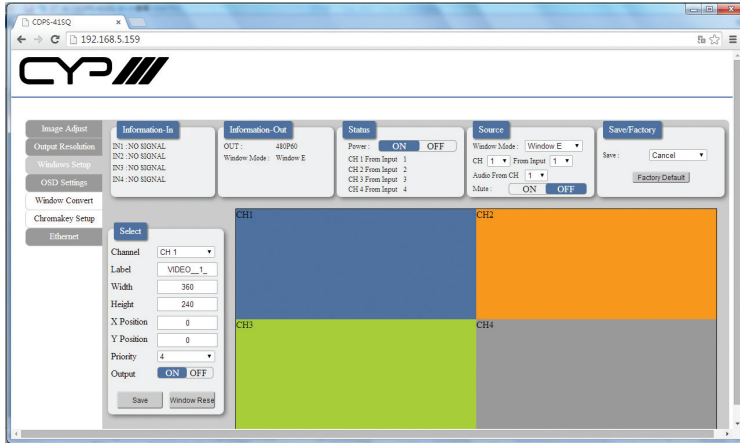 CDPS-41SQ
192.168.5.159
CYP
Image Adjust
Output Resolution
Windows Setup
OSD Settings
Window Convert
Chromakey Setup
Ethernet
Information-In
IN1 : NO SIGNAL
IN2 : NO SIGNAL
IN3 : NO SIGNAL
IN4 : NO SIGNAL
Information-Out
OUT : 480P60
Window Mode : Window E
Status
Power : ON OFF
CH 1 From Input 1
CH 2 From Input 2
CH 3 From Input 3
CH 4 From Input 4
Source
Window Mode : Window E
CH 1 From Input 1
Audio From CH 1
Mute : ON OFF
Save/Factory
Save : Cancel
Factory Default
Select
Channel CH 1
Label VIDEO__1_
Width 360
Height 240
X Position 0
Y Position 0
Priority 4
Output ON OFF
Save Window Rese
CH1
CH2
CH3
CH4